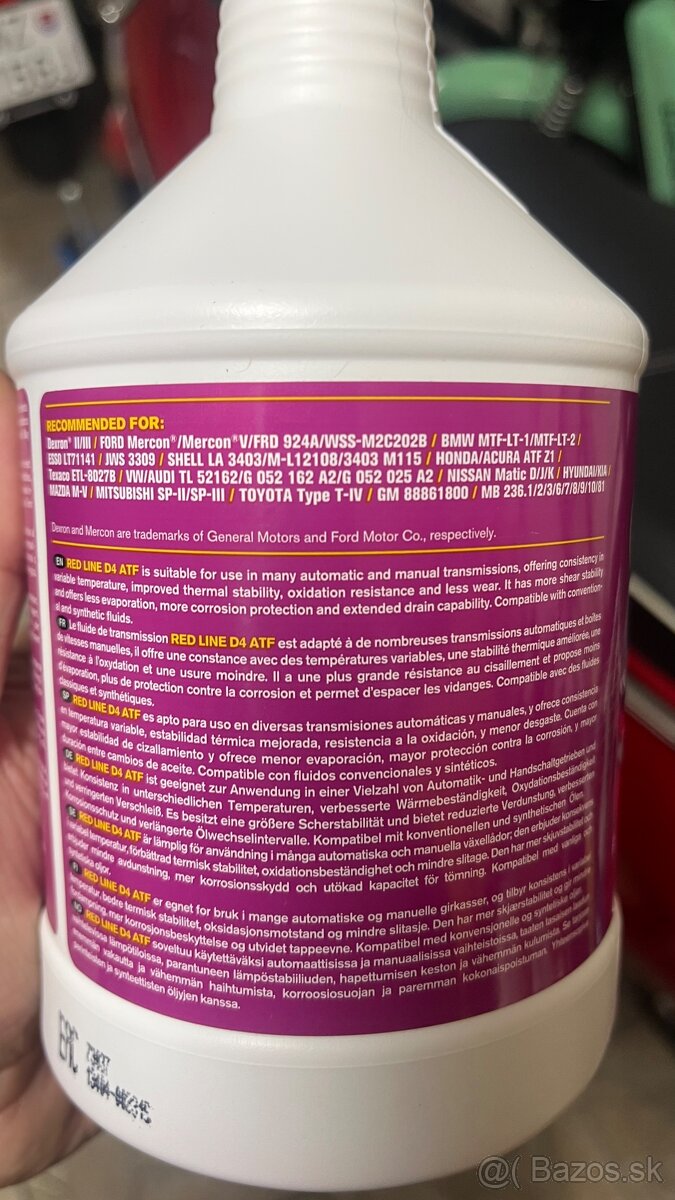 RECOMMENDED FOR:
Dexron® II/III / FORD Mercon®/Mercon®V/FRD 924A/WSS-M2C202B / BMW MTF-LT-1/MTF-LT-2 /
ESSO LT71141 / JWS 3309 / SHELL LA 3403/M-L12108/3403 M115 / HONDA/ACURA ATF Z1 /
Texaco ETL-8027B / VW/AUDI TL 52162/G 052 162 A2/G 052 025 A2 / NISSAN Matic D/J/K / HYUNDAI/KIA /
MAZDA M-V / MITSUBISHI SP-II/SP-III / TOYOTA Type T-IV / GM 88861800 / MB 236.1/2/3/6/7/8/9/10/81
Dexron and Mercon are trademarks of General Motors and Ford Motor Co., respectively.
EN RED LINE D4 ATF is suitable for use in many automatic and manual transmissions, offering consistency in
variable temperature, improved thermal stability, oxidation resistance and less wear. It has more shear stability
and offers less evaporation, more corrosion protection and extended drain capability. Compatible with convention-
al and synthetic fluids.
FR Le fluide de transmission RED LINE D4 ATF est adapté à de nombreuses transmissions automatiques et boîtes
de vitesses manuelles, il offre une constance avec des températures variables, une stabilité thermique améliorée, une
résistance à l'oxydation et une usure moindre. Il a une plus grande résistance au cisaillement et propose moins
d'évaporation, plus de protection contre la corrosion et permet d'espacer les vidanges. Compatible avec des fluides
classiques et synthétiques.
SP RED LINE D4 ATF es apto para uso en diversas transmisiones automáticas y manuales, y ofrece consistencia
en temperatura variable, estabilidad térmica mejorada, resistencia a la oxidación, y menor desgaste. Cuenta con
mayor estabilidad de cizallamiento y ofrece menor evaporación, mayor protección contra la corrosión, y mayor
duración entre cambios de aceite. Compatible con fluidos convencionales y sintéticos.
DE RED LINE D4 ATF ist geeignet zur Anwendung in einer Vielzahl von Automatik- und Handschaltgetrieben und
bietet Konsistenz in unterschiedlichen Temperaturen, verbesserte Wärmebeständigkeit, Oxydationsbeständigkeit
und verringerten Verschleiß. Es besitzt eine größere Scherstabilität und bietet reduzierte Verdunstung, verbesserten
Korrosionsschutz und verlängerte Ölwechselintervalle. Kompatibel mit konventionellen und synthetischen Ölen.
SE RED LINE D4 ATF är lämplig för användning i många automatiska och manuella växellådor; den erbjuder konsistens
variabel temperatur, förbättrad termisk stabilitet, oxidationsbeständighet och mindre slitage. Den har mer skjuvstabilitet och
erbjuder mindre avdunstning, mer korrosionsskydd och utökad kapacitet för tömning. Kompatibel med vanliga och
syntetiska oljor.
RED LINE D4 ATF er egnet for bruk i mange automatiske og manuelle girkasser, og tilbyr konsistens i variabel
temperatur, bedre termisk stabilitet, oksidasjonsmotstand og mindre slitasje. Den har mer skjærstabilitet og gir mindre
fordampning, mer korrosjonsbeskyttelse og utvidet tappeevne. Kompatibel med konvensjonelle og syntetiske oljer.
RED LINE D4 ATF soveltuu käytettäväksi automaattisissa ja manuaalisissa vaihteistoissa, taaten tasaisen laadun
vaihtelevissa lämpötiloissa, parantuneen lämpöstabiiliuden, hapettumisen keston ja vähemmän kulumista. Se tarjoaa
enemmän vakautta ja vähemmän haihtumista, korroosiosuojan ja paremman kokonaispoistuman. Yhteensopiva
perinteisten ja synteettisten öljyjen kanssa.
@( Bazos.sk